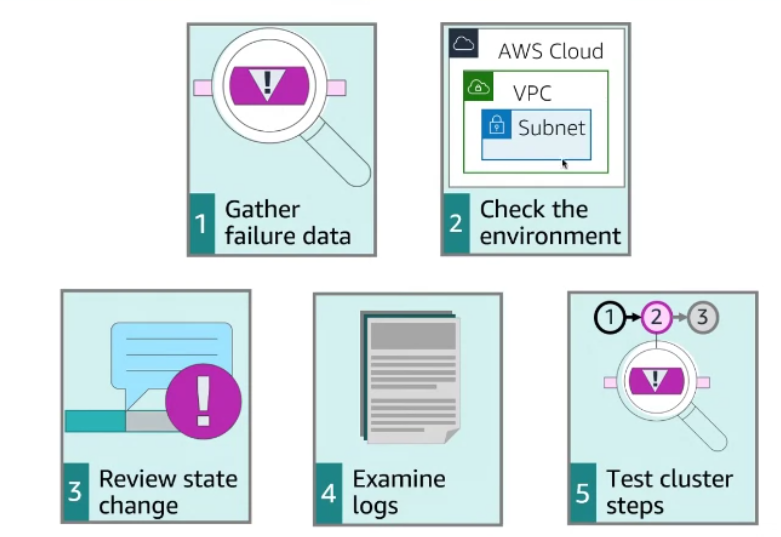 AWS Cloud
VPC
Subnet
1 Gather
failure data
2 Check the
environment
1 2 3
3 Review state
change
4 Examine
logs
5 Test cluster
steps